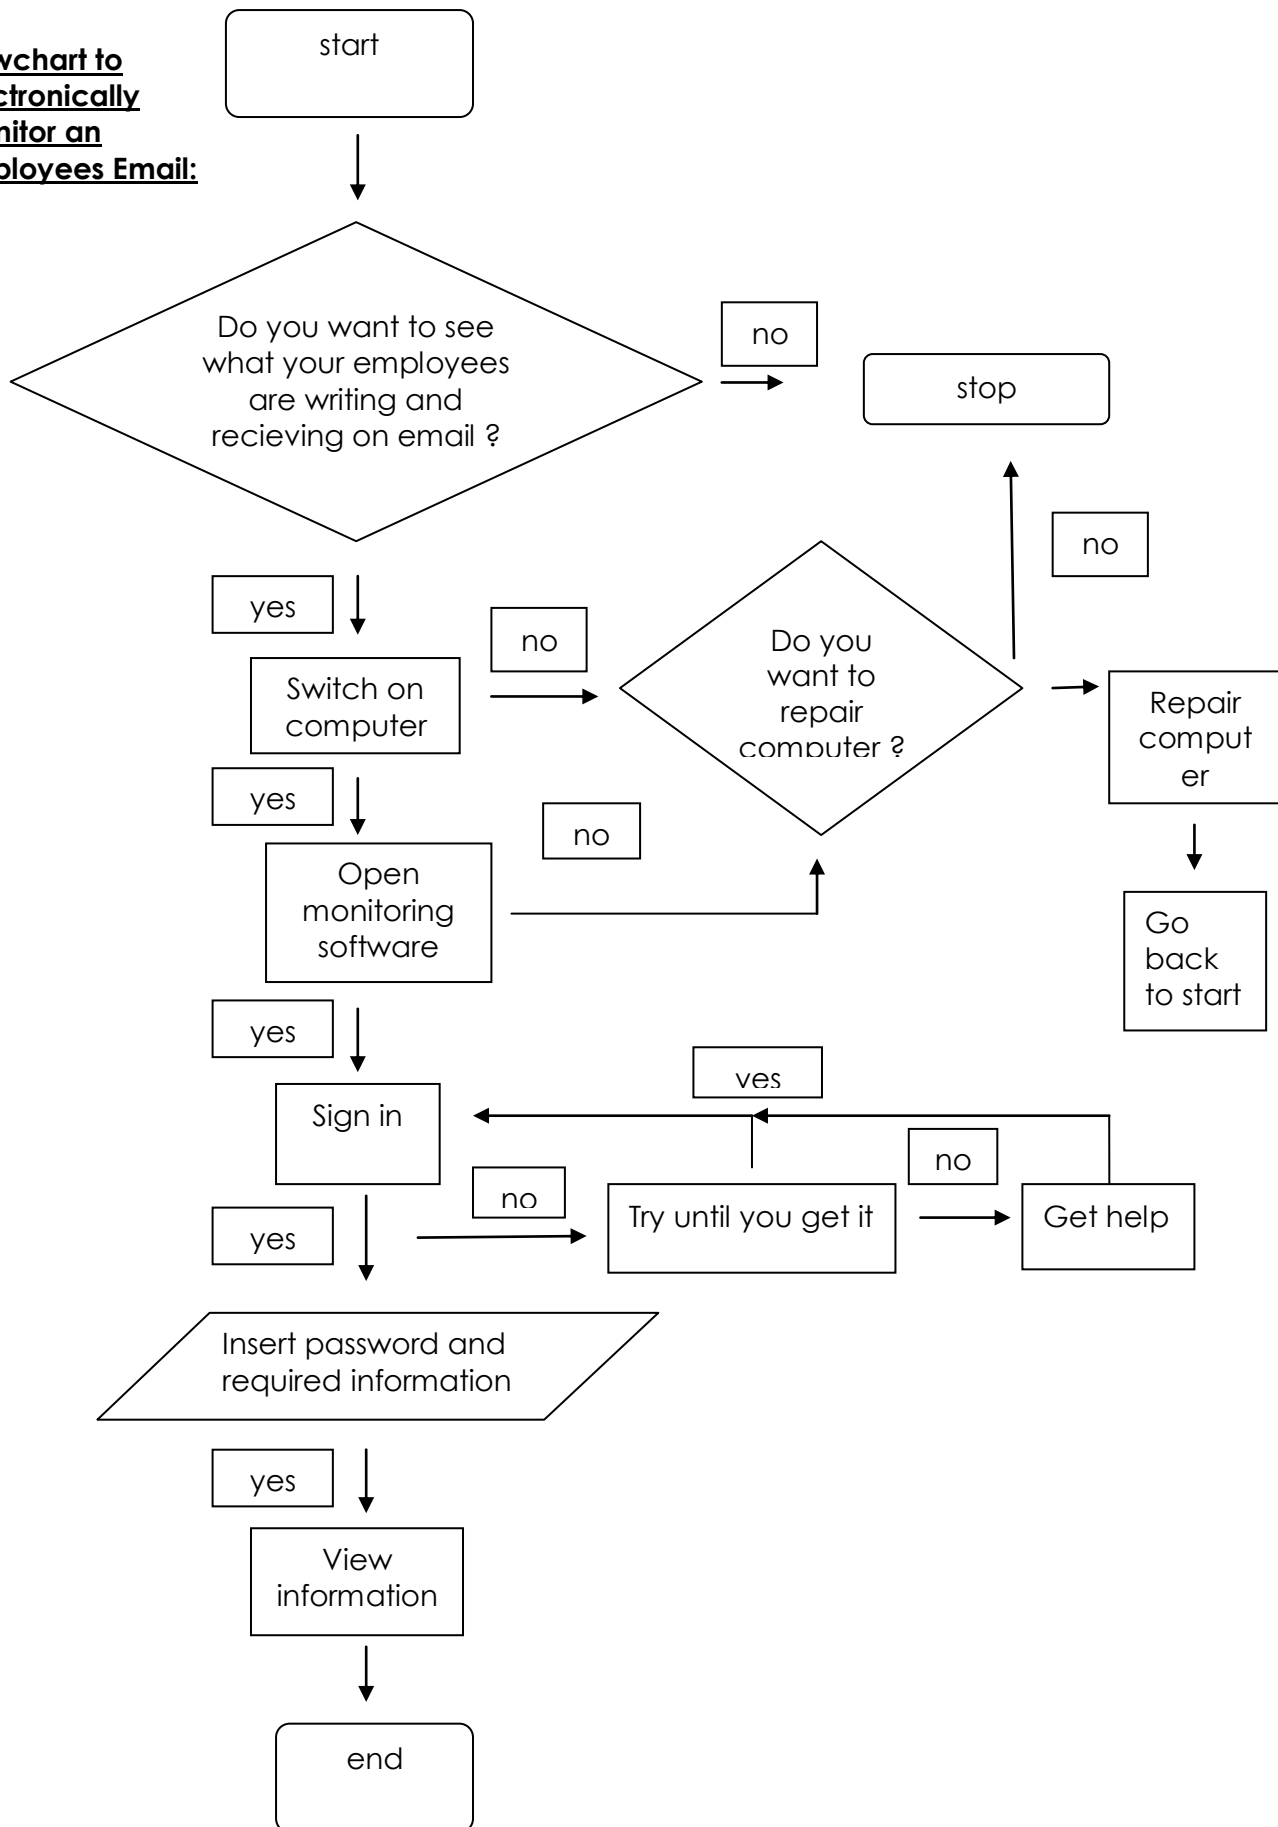 start
wchart to
ctronically
nitor an
ployees Email:
Do you want to see
what your employees
are writing and
recieving on email ?
no
stop
no
yes
no
Do you
want to
repair
computer ?
Switch on
computer
Repair
comput
er
yes
no
Open
monitoring
software
Go
back
to start
yes
yes
Sign in
no
no
Try until you get it
Get help
yes
Insert password and
required information
yes
View
information
end